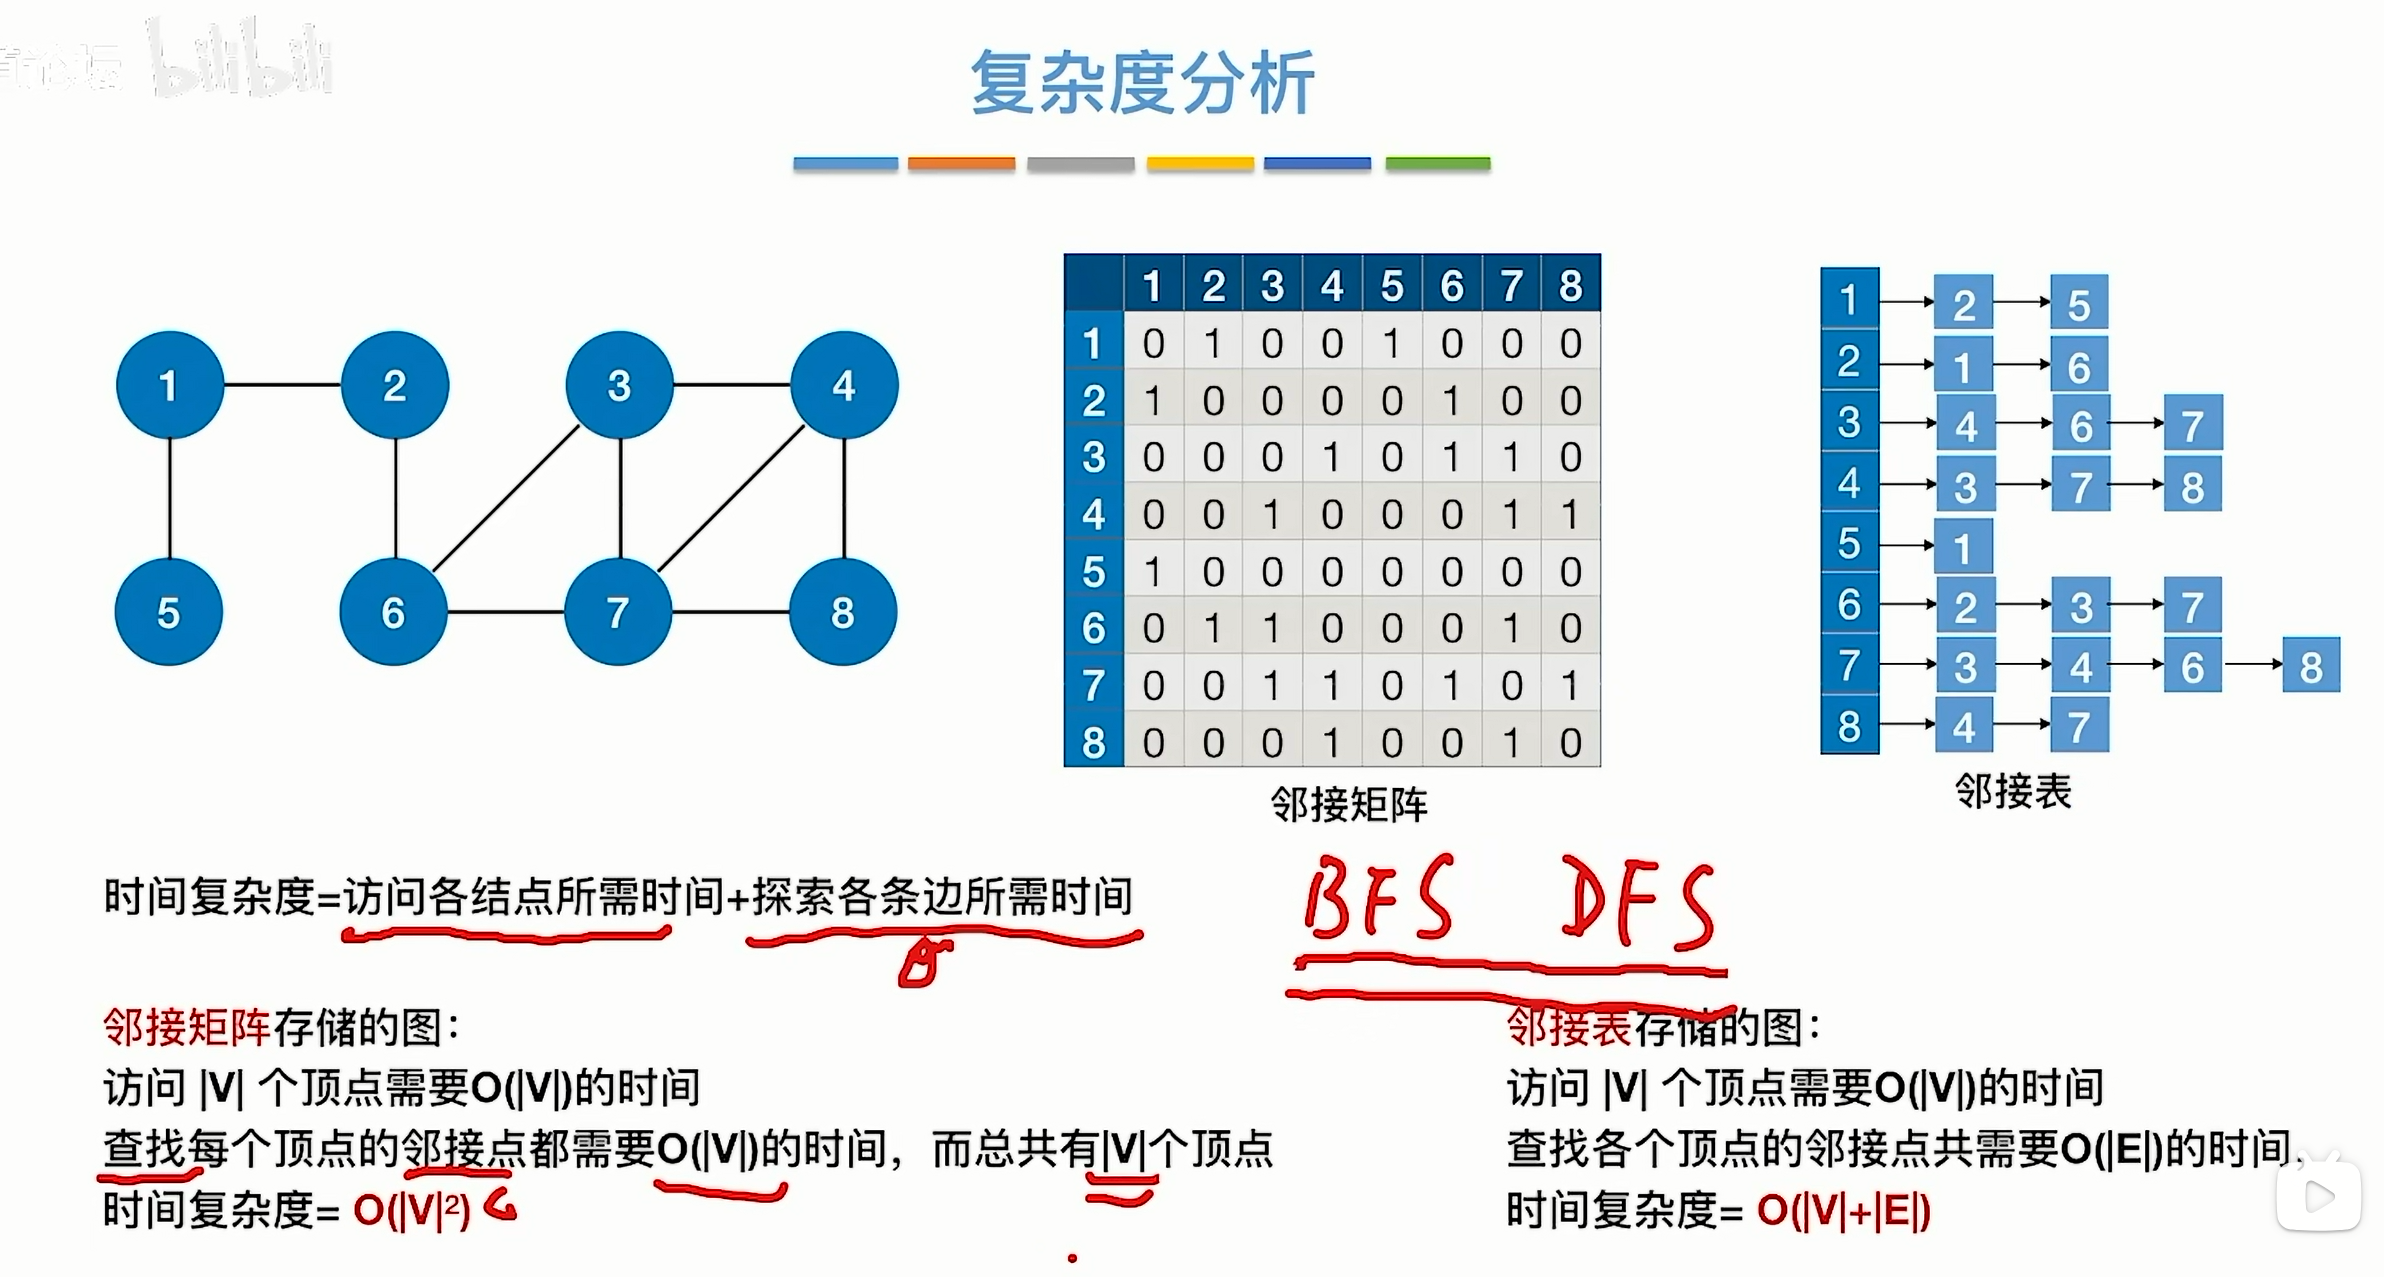 bilibili
复杂度分析
1 2 3 4
5 6 7 8
1 2 3 4 5 6 7 8
1 0 1 0 0 1 0 0 0
2 1 0 0 0 0 1 0 0
3 0 0 0 1 0 1 1 0
4 0 0 1 0 0 0 1 1
5 1 0 0 0 0 0 0 0
6 0 1 1 0 0 0 1 0
7 0 0 1 1 0 1 0 1
8 0 0 0 1 0 0 1 0
邻接矩阵
1 2 5
2 1 6
3 4 6 7
4 3 7 8
5 1
6 2 3 7
7 3 4 6 8
8 4 7
邻接表
时间复杂度=访问各结点所需时间+探索各条边所需时间
BFS DFS
邻接矩阵存储的图：
访问 |V| 个顶点需要O(|V|)的时间
查找每个顶点的邻接点都需要O(|V|)的时间，而总共有|V|个顶点
时间复杂度= O(|V|²)
邻接表存储的图：
访问 |V| 个顶点需要O(|V|)的时间
查找各个顶点的邻接点共需要O(|E|)的时间，
时间复杂度= O(|V|+|E|)